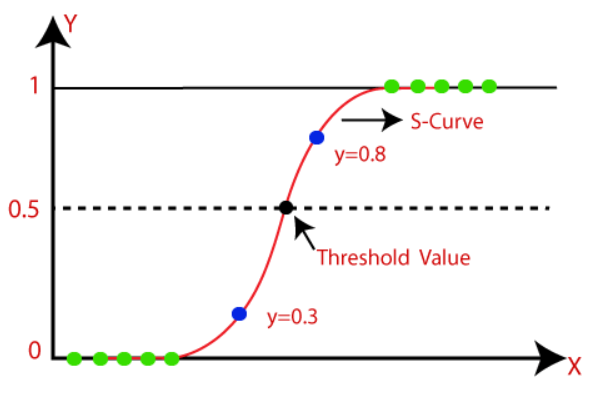 Y
1
S-Curve
y=0.8
0.5
Threshold Value
y=0.3
0
X